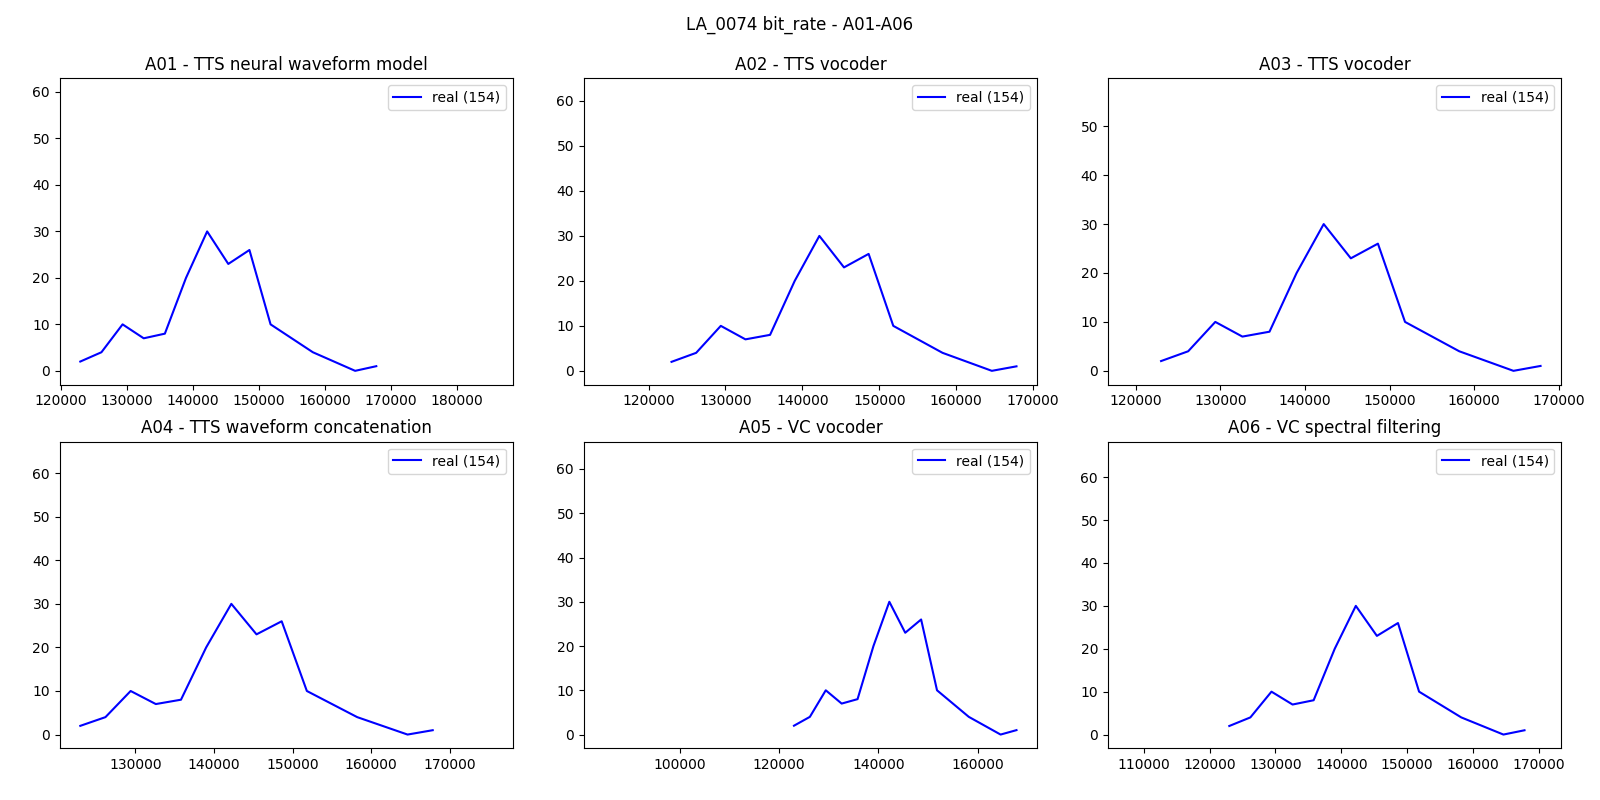 LA_0074 bit_rate - A01-A06
A01 - TTS neural waveform model
real (154)
60
50
40
30
20
10
0
120000 130000 140000 150000 160000 170000 180000
A02 - TTS vocoder
real (154)
60
50
40
30
20
10
0
120000 130000 140000 150000 160000 170000
A03 - TTS vocoder
real (154)
50
40
30
20
10
0
120000 130000 140000 150000 160000 170000
A04 - TTS waveform concatenation
real (154)
60
50
40
30
20
10
0
130000 140000 150000 160000 170000
A05 - VC vocoder
real (154)
60
50
40
30
20
10
0
100000 120000 140000 160000
A06 - VC spectral filtering
real (154)
60
50
40
30
20
10
0
110000 120000 130000 140000 150000 160000 170000